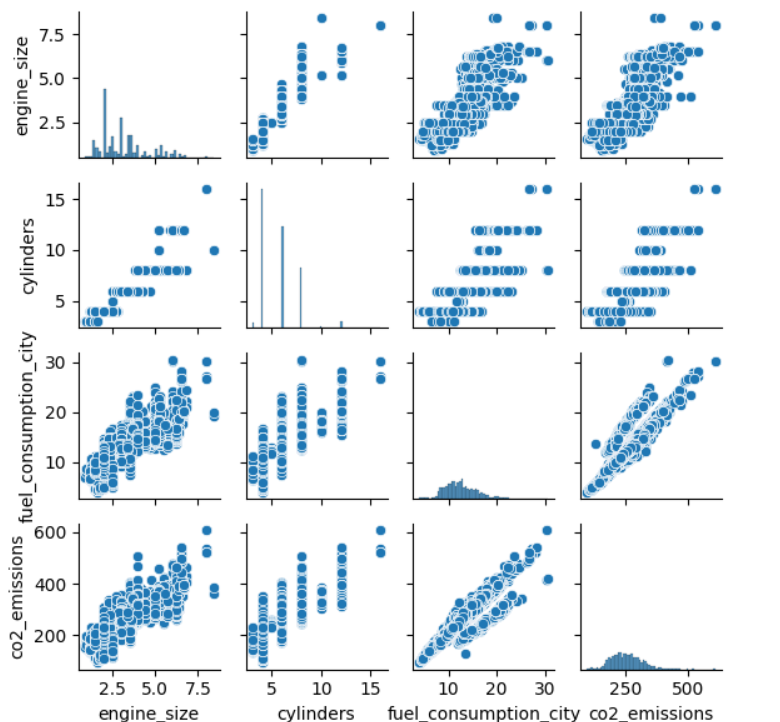 engine_size
7.5
5.0
2.5
cylinders
15
10
5
fuel_consumption_city
30
20
10
co2_emissions
600
400
200
2.5 5.0 7.5 5 10 15 10 20 30 250 500
engine_size cylinders fuel_consumption_city co2_emissions